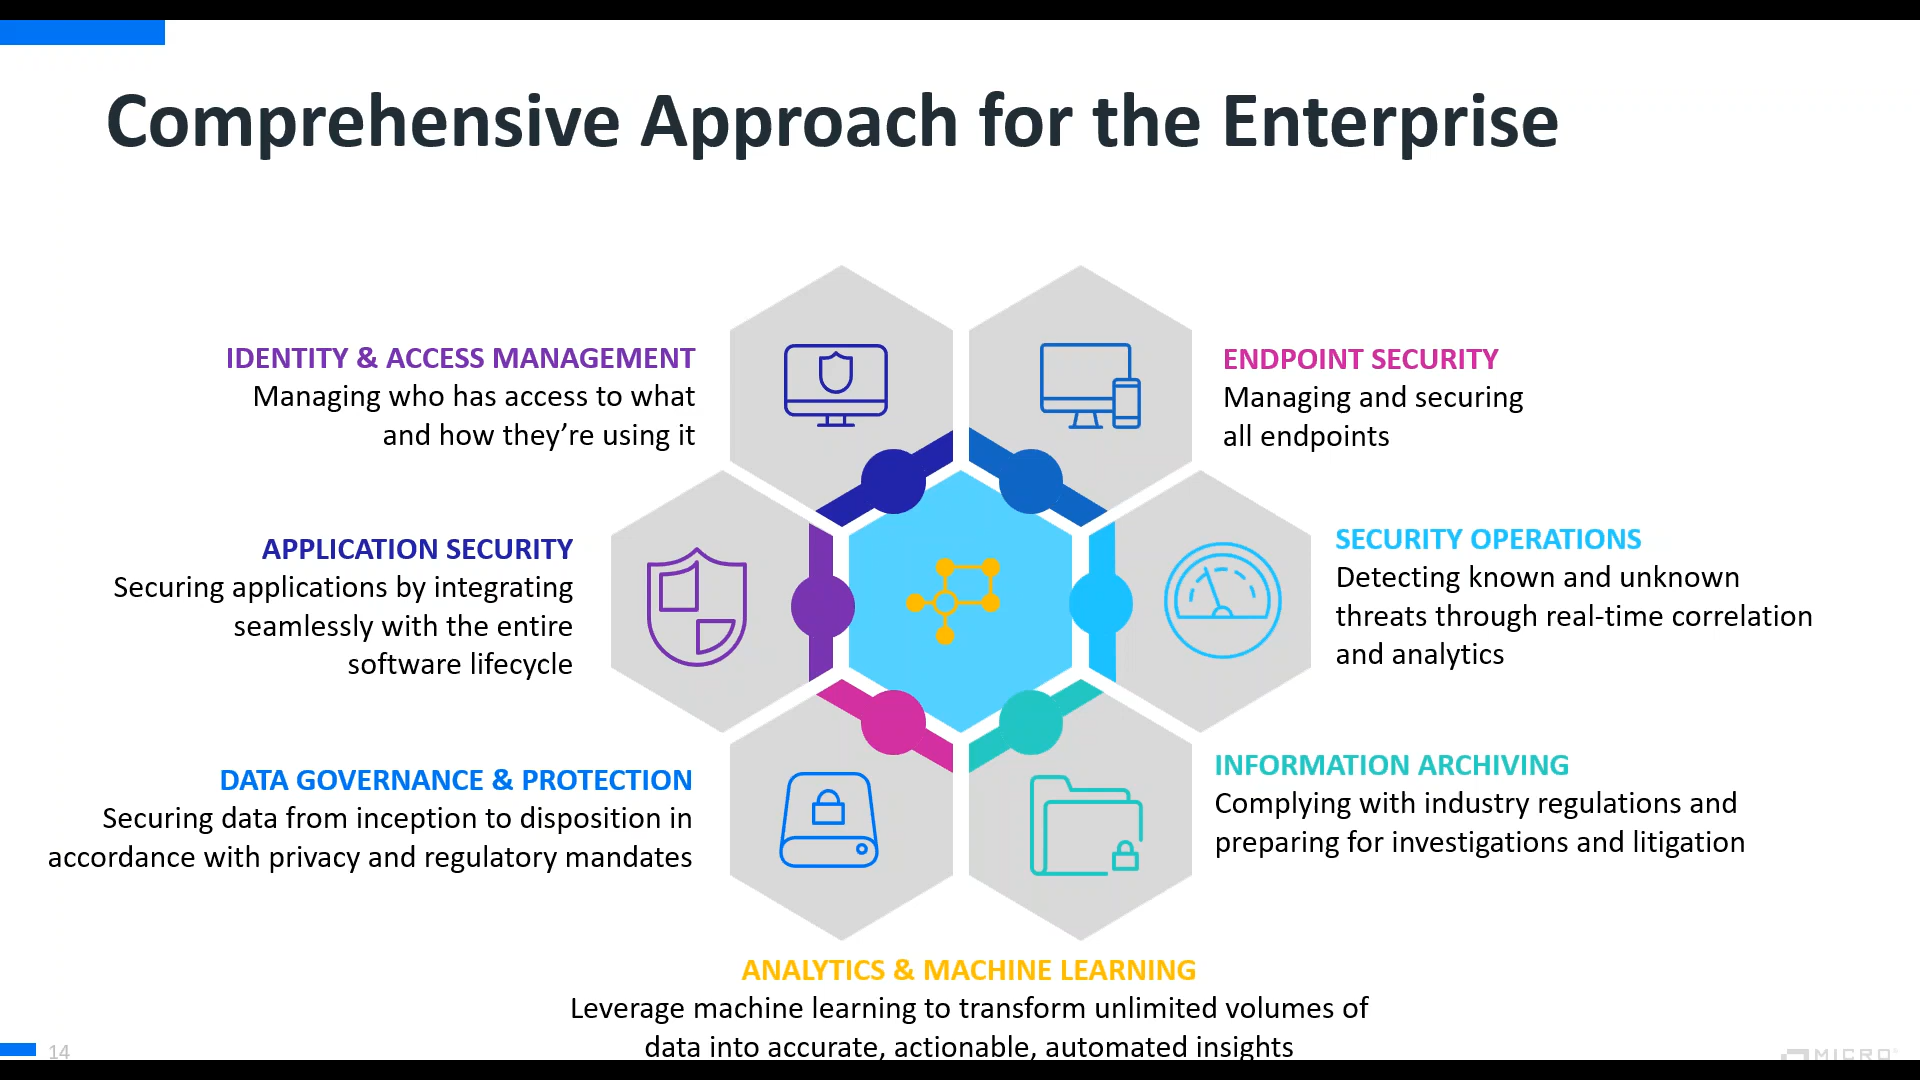 Comprehensive Approach for the Enterprise
IDENTITY & ACCESS MANAGEMENT
Managing who has access to what
and how they’re using it
ENDPOINT SECURITY
Managing and securing
all endpoints
APPLICATION SECURITY
Securing applications by integrating
seamlessly with the entire
software lifecycle
SECURITY OPERATIONS
Detecting known and unknown
threats through real-time correlation
and analytics
DATA GOVERNANCE & PROTECTION
Securing data from inception to disposition in
accordance with privacy and regulatory mandates
INFORMATION ARCHIVING
Complying with industry regulations and
preparing for investigations and litigation
ANALYTICS & MACHINE LEARNING
Leverage machine learning to transform unlimited volumes of
data into accurate, actionable, automated insights
14
MICRO